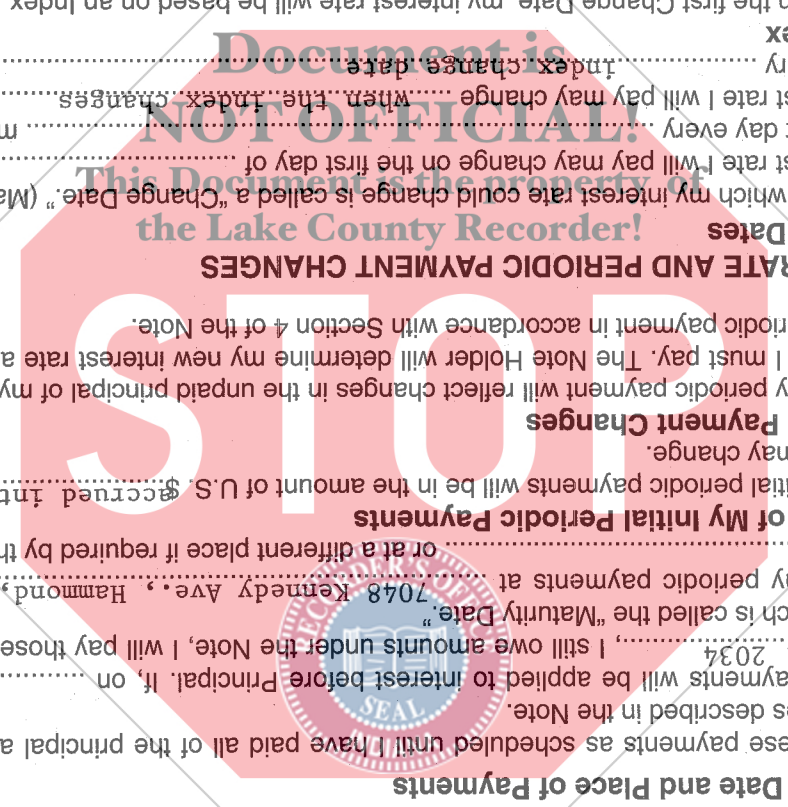 Document is
NOT OFFICIAL!
This Document is the property of
the Lake County Recorder!
STOP
RECORDER'S OFFICE
SEAL
Date and Place of Payments
ese payments as scheduled until I have paid all of the principal a
es described in the Note.
ayments will be applied to interest before Principal. If, on ............
2034 ........, I still owe amounts under the Note, I will pay those
ch is called the "Maturity Date."
y periodic payments at ........ 7048 Kennedy Ave., Hammond,
........ or at a different place if required by th
of My Initial Periodic Payments
itial periodic payments will be in the amount of U.S. $accrued int
may change.
Payment Changes
y periodic payment will reflect changes in the unpaid principal of my
I must pay. The Note Holder will determine my new interest rate a
riodic payment in accordance with Section 4 of the Note.
RATE AND PERIODIC PAYMENT CHANGES
Dates
st rate I will pay may change on the first day of ........
t day every ........ m
st rate I will pay may change ..... when the index changes
ry ........ index change date ........
which my interest rate could change is called a "Change Date." (Ma
ex
n the first Change Date, my interest rate will be based on an Index